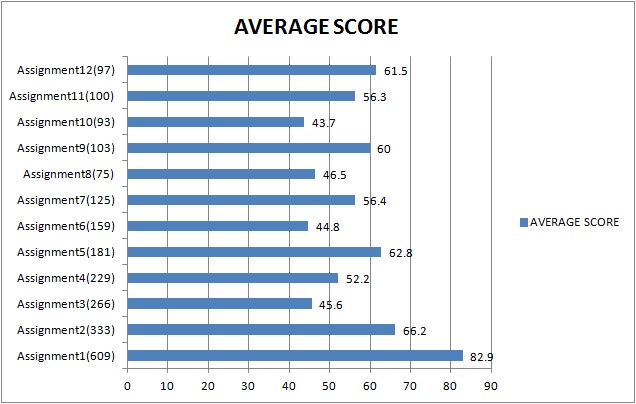 AVERAGE SCORE
Assignment12(97) 61.5
Assignment11(100) 56.3
Assignment10(93) 43.7
Assignment9(103) 60
Assignment8(75) 46.5
Assignment7(125) 56.4
Assignment6(159) 44.8
AVERAGE SCORE
Assignment5(181) 62.8
Assignment4(229) 52.2
Assignment3(266) 45.6
Assignment2(333) 66.2
Assignment1(609) 82.9
0 10 20 30 40 50 60 70 80 90